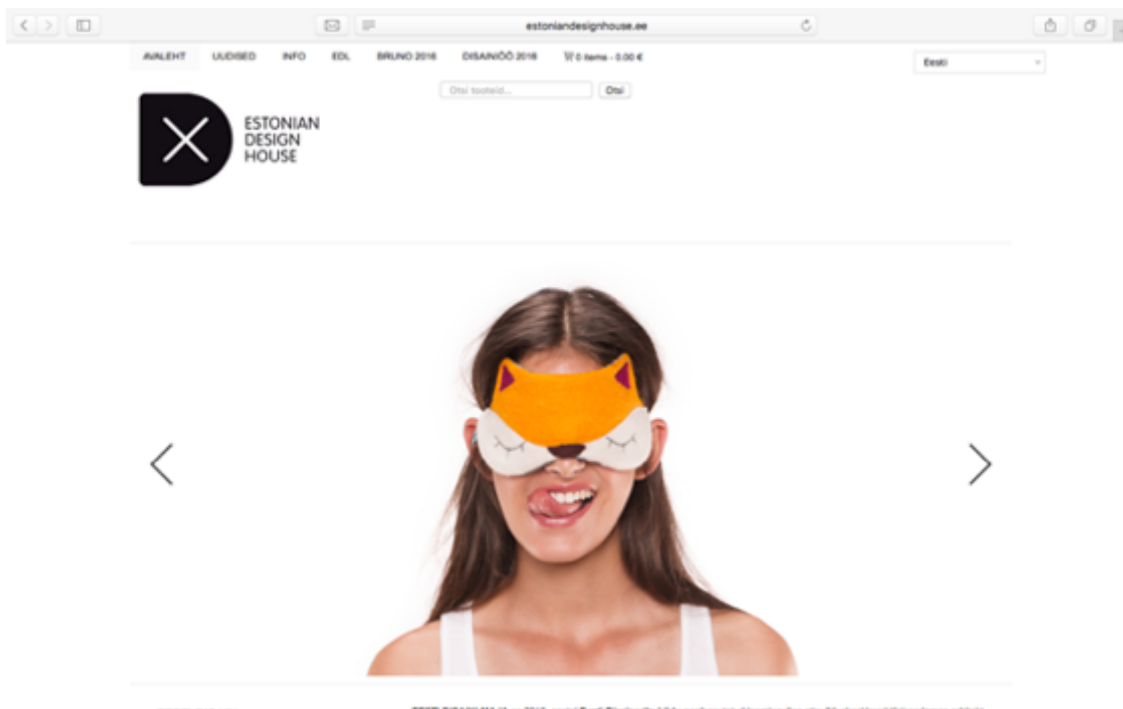 estoniandesignhouse.ee
AVALEHT UUDISED INFO EDL BRUNO 2016 DISAINIÖÖ 2016 0 items - 0.00 €
Eesti
Otsi tooteid... Otsi
ESTONIAN
DESIGN
HOUSE